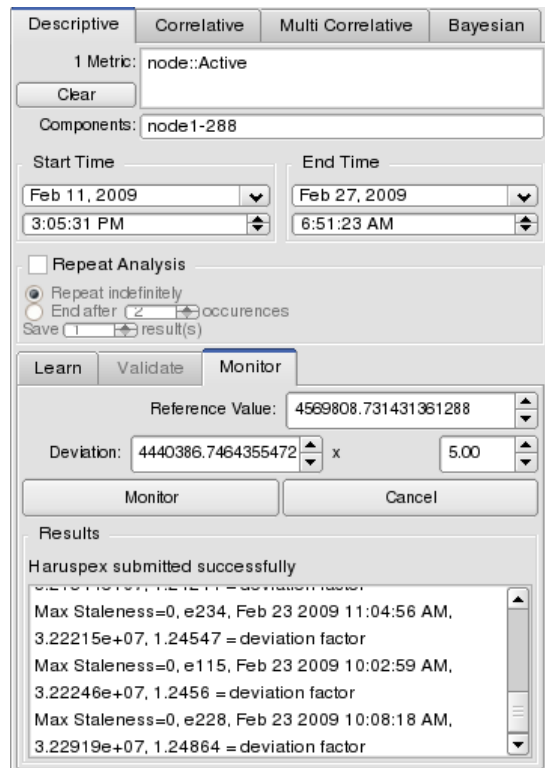 Descriptive Correlative Multi Correlative Bayesian
1 Metric: node::Active
Clear
Components: node1-288
Start Time End Time
Feb 11, 2009 Feb 27, 2009
3:05:31 PM 6:51:23 AM
Repeat Analysis
Repeat indefinitely
End after 2 occurences
Save 1 result(s)
Learn Validate Monitor
Reference Value: 4569808.731431361288
Deviation: 4440386.7464355472 x 5.00
Monitor Cancel
Results
Haruspex submitted successfully
= deviation factor
Max Staleness=0, e234, Feb 23 2009 11:04:56 AM,
3.22215e+07, 1.24547 = deviation factor
Max Staleness=0, e115, Feb 23 2009 10:02:59 AM,
3.22246e+07, 1.2456 = deviation factor
Max Staleness=0, e228, Feb 23 2009 10:08:18 AM,
3.22919e+07, 1.24864 = deviation factor